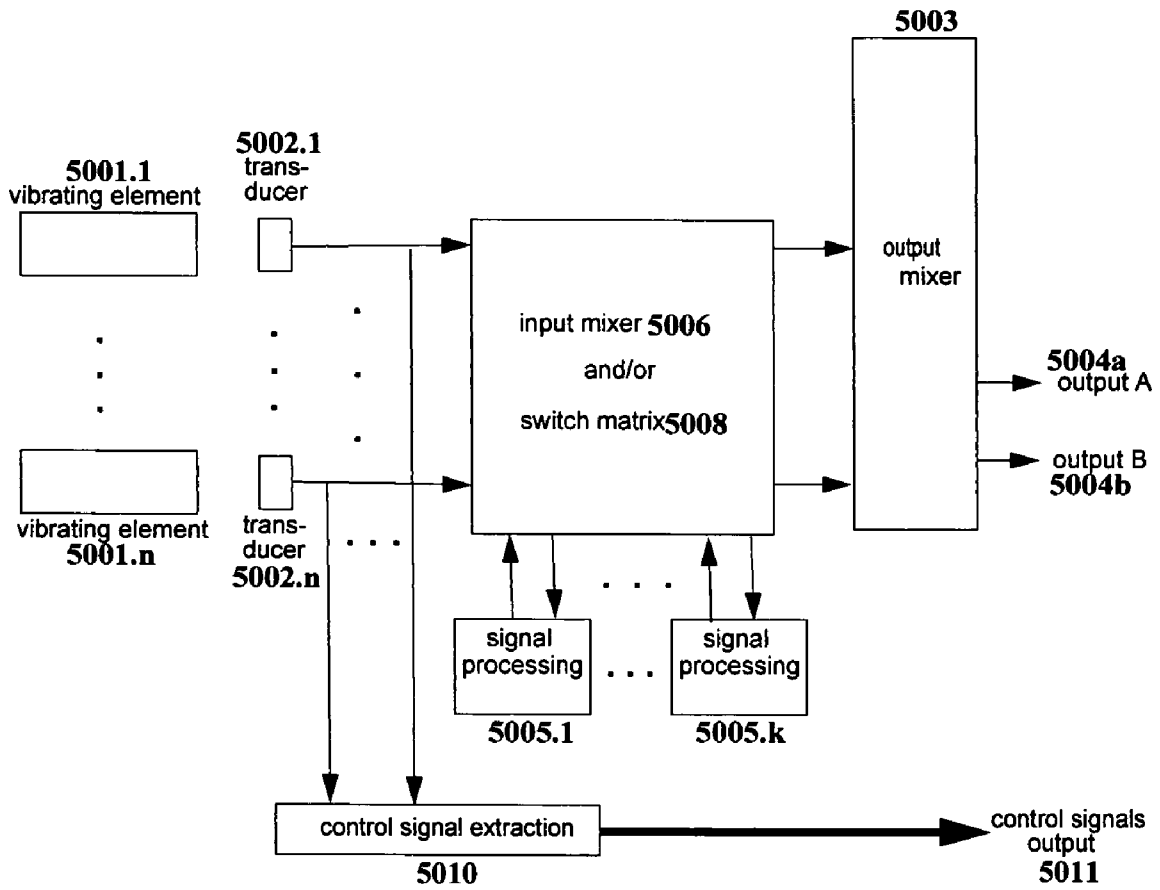 5003
5002.1
trans-
ducer
5001.1
vibrating element
output
mixer
input mixer 5006
and/or
switch matrix 5008
5004a
output A
output B
5004b
vibrating element
5001.n
trans-
ducer
5002.n
signal
processing
5005.1
signal
processing
5005.k
control signal extraction
5010
control signals
output
5011